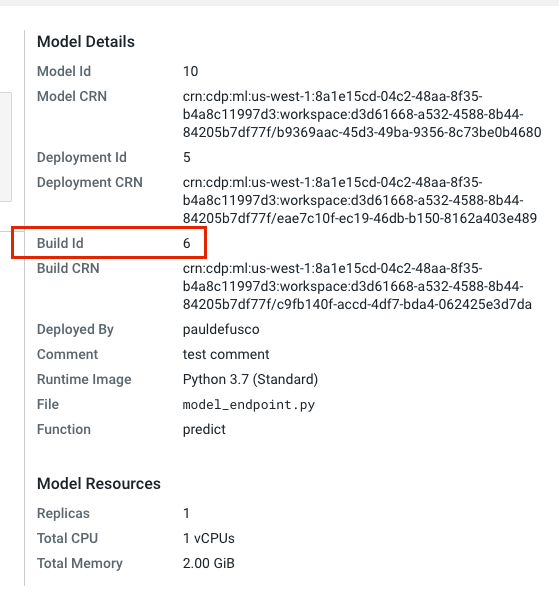 Model Details
Model Id 10
Model CRN crn:cdp:ml:us-west-1:8a1e15cd-04c2-48aa-8f35-
b4a8c11997d3:workspace:d3d61668-a532-4588-8b44-
84205b7df77f/b9369aac-45d3-49ba-9356-8c73be0b4680
Deployment Id 5
Deployment CRN crn:cdp:ml:us-west-1:8a1e15cd-04c2-48aa-8f35-
b4a8c11997d3:workspace:d3d61668-a532-4588-8b44-
84205b7df77f/eae7c10f-ec19-46db-b150-8162a403e489
Build Id 6
Build CRN crn:cdp:ml:us-west-1:8a1e15cd-04c2-48aa-8f35-
b4a8c11997d3:workspace:d3d61668-a532-4588-8b44-
84205b7df77f/c9fb140f-accd-4df7-bda4-062425e3d7da
Deployed By pauldefusco
Comment test comment
Runtime Image Python 3.7 (Standard)
File model_endpoint.py
Function predict
Model Resources
Replicas 1
Total CPU 1 vCPUs
Total Memory 2.00 GiB